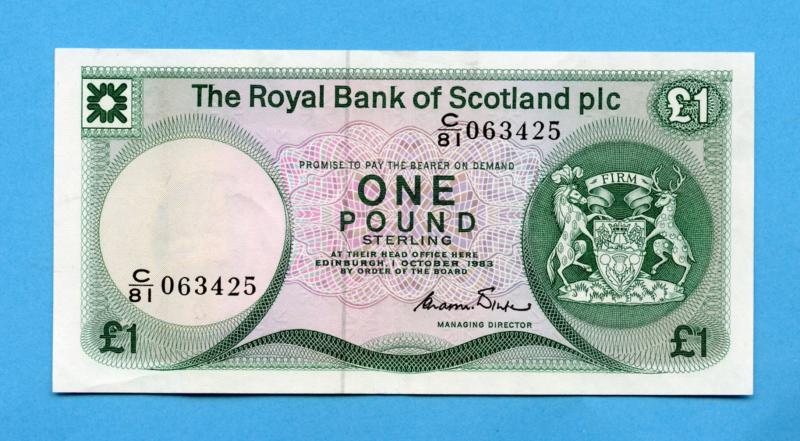 The Royal Bank of Scotland plc
£1
C/81 063425
PROMISE TO PAY THE BEARER ON DEMAND
ONE
POUND
STERLING
AT THEIR HEAD OFFICE HERE
EDINBURGH, 1 OCTOBER 1983
BY ORDER OF THE BOARD
FIRM
C/81 063425
MANAGING DIRECTOR
£1
£1